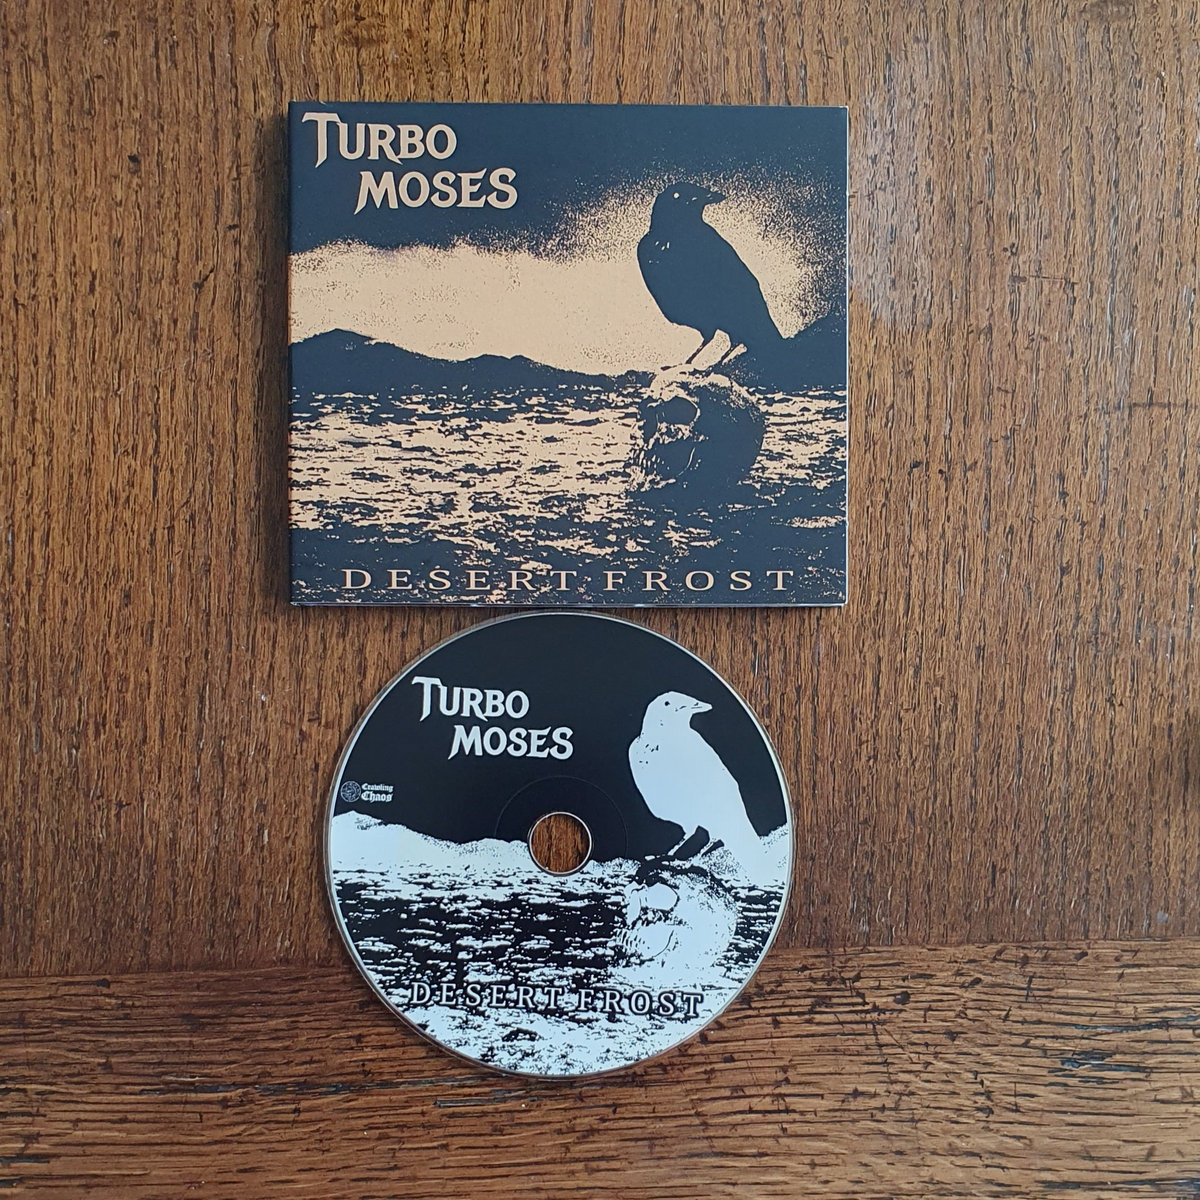 TURBO
MOSES
DESERT FROST
TURBO
MOSES
Crawling
Chaos
DESERT FROST